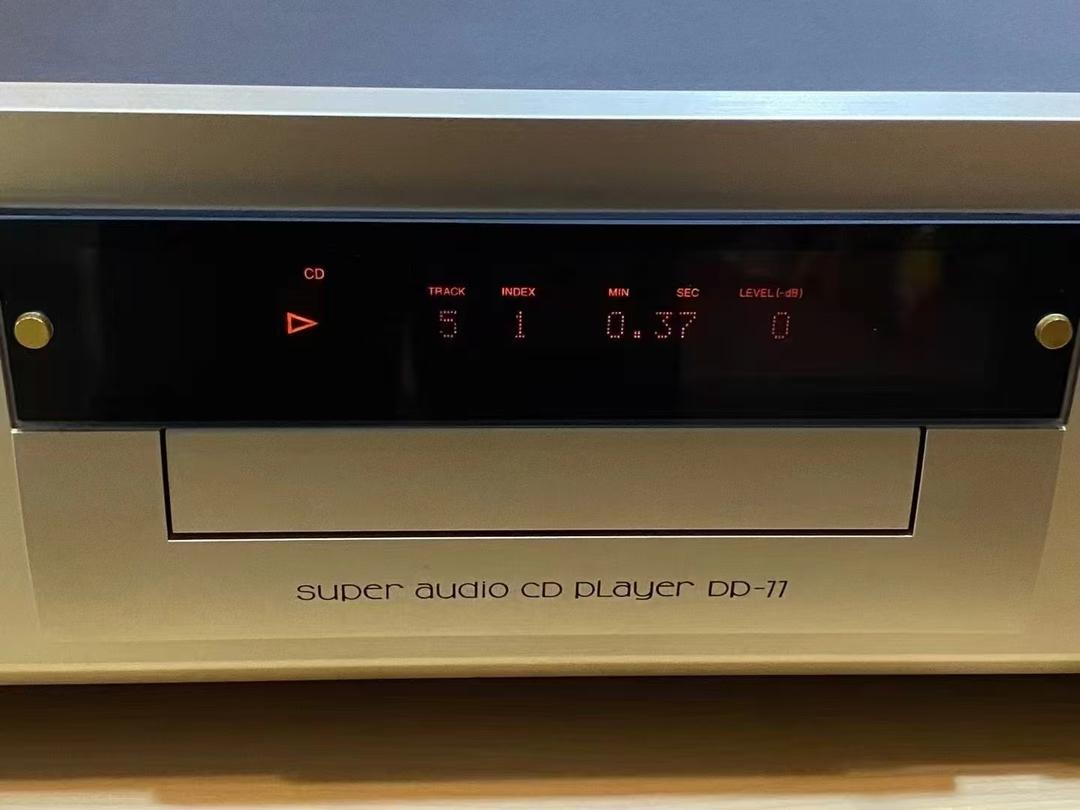 CD
TRACK INDEX MIN SEC LEVEL(-dB)
5 1 0.37 0
super audio CD player DP-77